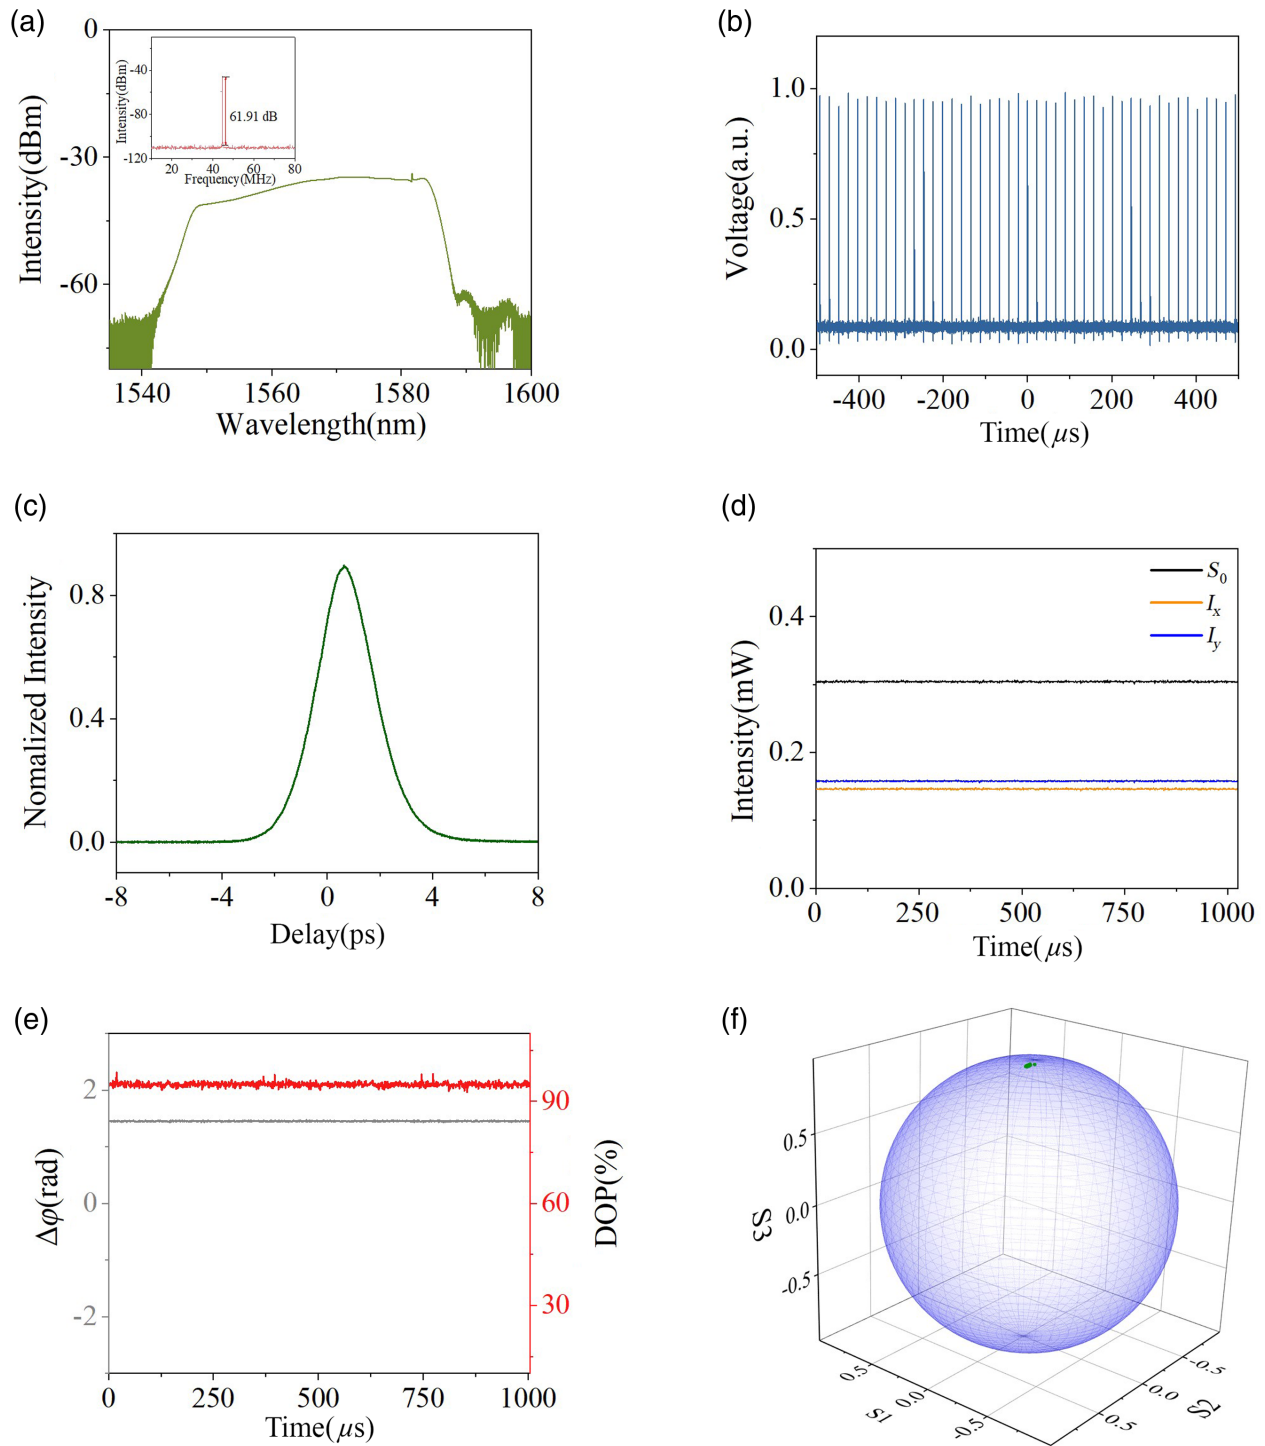 (a)
0
-30
-60
Intensity(dBm)
1540
1560
1580
1600
Wavelength(nm)
-40
-80
-120
Intensity(dBm)
61.91 dB
20
40
60
80
Frequency(MHz)
(b)
1.0
0.5
0.0
Voltage(a.u.)
-400
-200
0
200
400
Time(μs)
(c)
0.8
0.4
0.0
Nomalized Intensity
-8
-4
0
4
8
Delay(ps)
(d)
S0
Ix
Iy
0.4
0.2
0.0
Intensity(mW)
0
250
500
750
1000
Time(μs)
(e)
2
0
-2
Δφ(rad)
90
60
30
DOP(%)
0
250
500
750
1000
Time(μs)
(f)
0.5
0.0
-0.5
S3
0.5
0.0
-0.5
S1
-0.5
0.0
0.5
S2